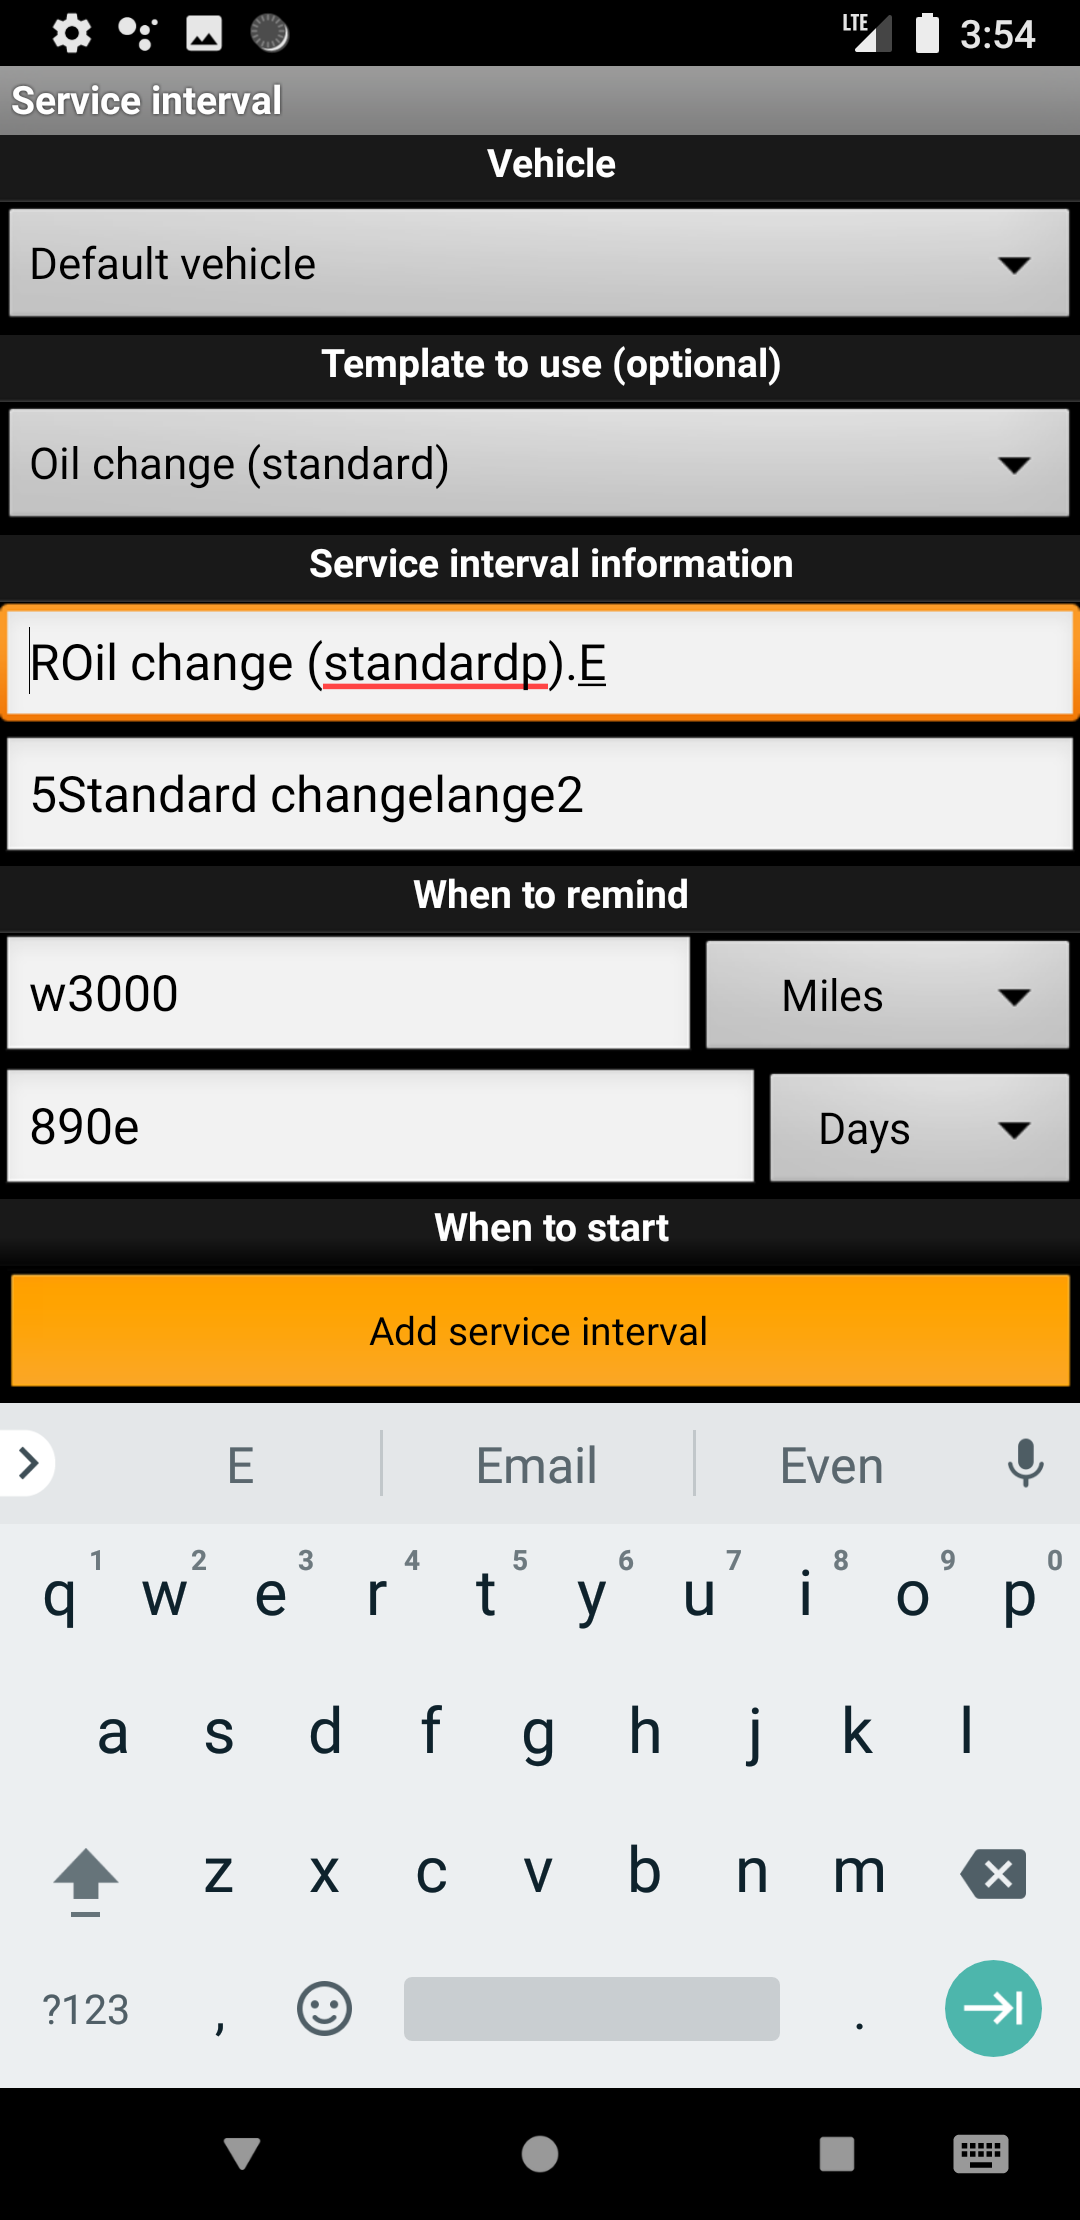 LTE 3:54
Service interval
Vehicle
Default vehicle
Template to use (optional)
Oil change (standard)
Service interval information
ROil change (standardp).E
5Standard changelange2
When to remind
w3000 Miles
890e Days
When to start
Add service interval
E Email Even
1 2 3 4 5 6 7 8 9 0
q w e r t y u i o p
a s d f g h j k l
z x c v b n m
?123 , .